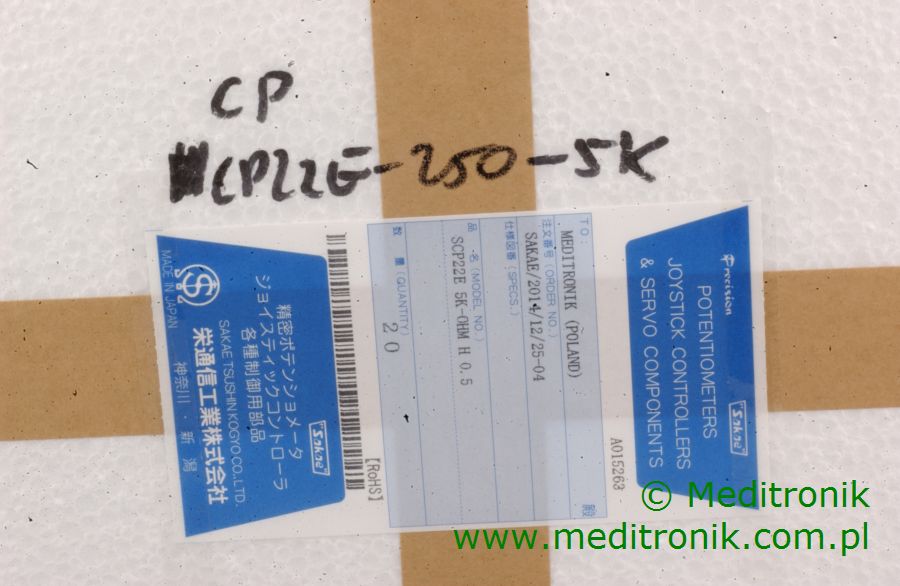 CP
CP22E-250-5K
TO:
MEDITRONIK (POLAND)
注文番号 (ORDER NO.)
SAKAE/2014/12/25-04
仕様図番 (SPECS.)
品 名 (MODEL NO.)
SCP22E 5K-OHM H 0.5
数 量 (QUANTITY)
20
殿
A015263
【RoHS】
Precision
POTENTIOMETERS
JOYSTICK CONTROLLERS
& SERVO COMPONENTS
Sakae
精密ポテンショメータ
ジョイスティックコントローラ
各種制御用部品
Sakae
SAKAE TSUSHIN KOGYO CO., LTD.
栄通信工業株式会社
神奈川・新潟
MADE IN JAPAN
© Meditronik
www.meditronik.com.pl